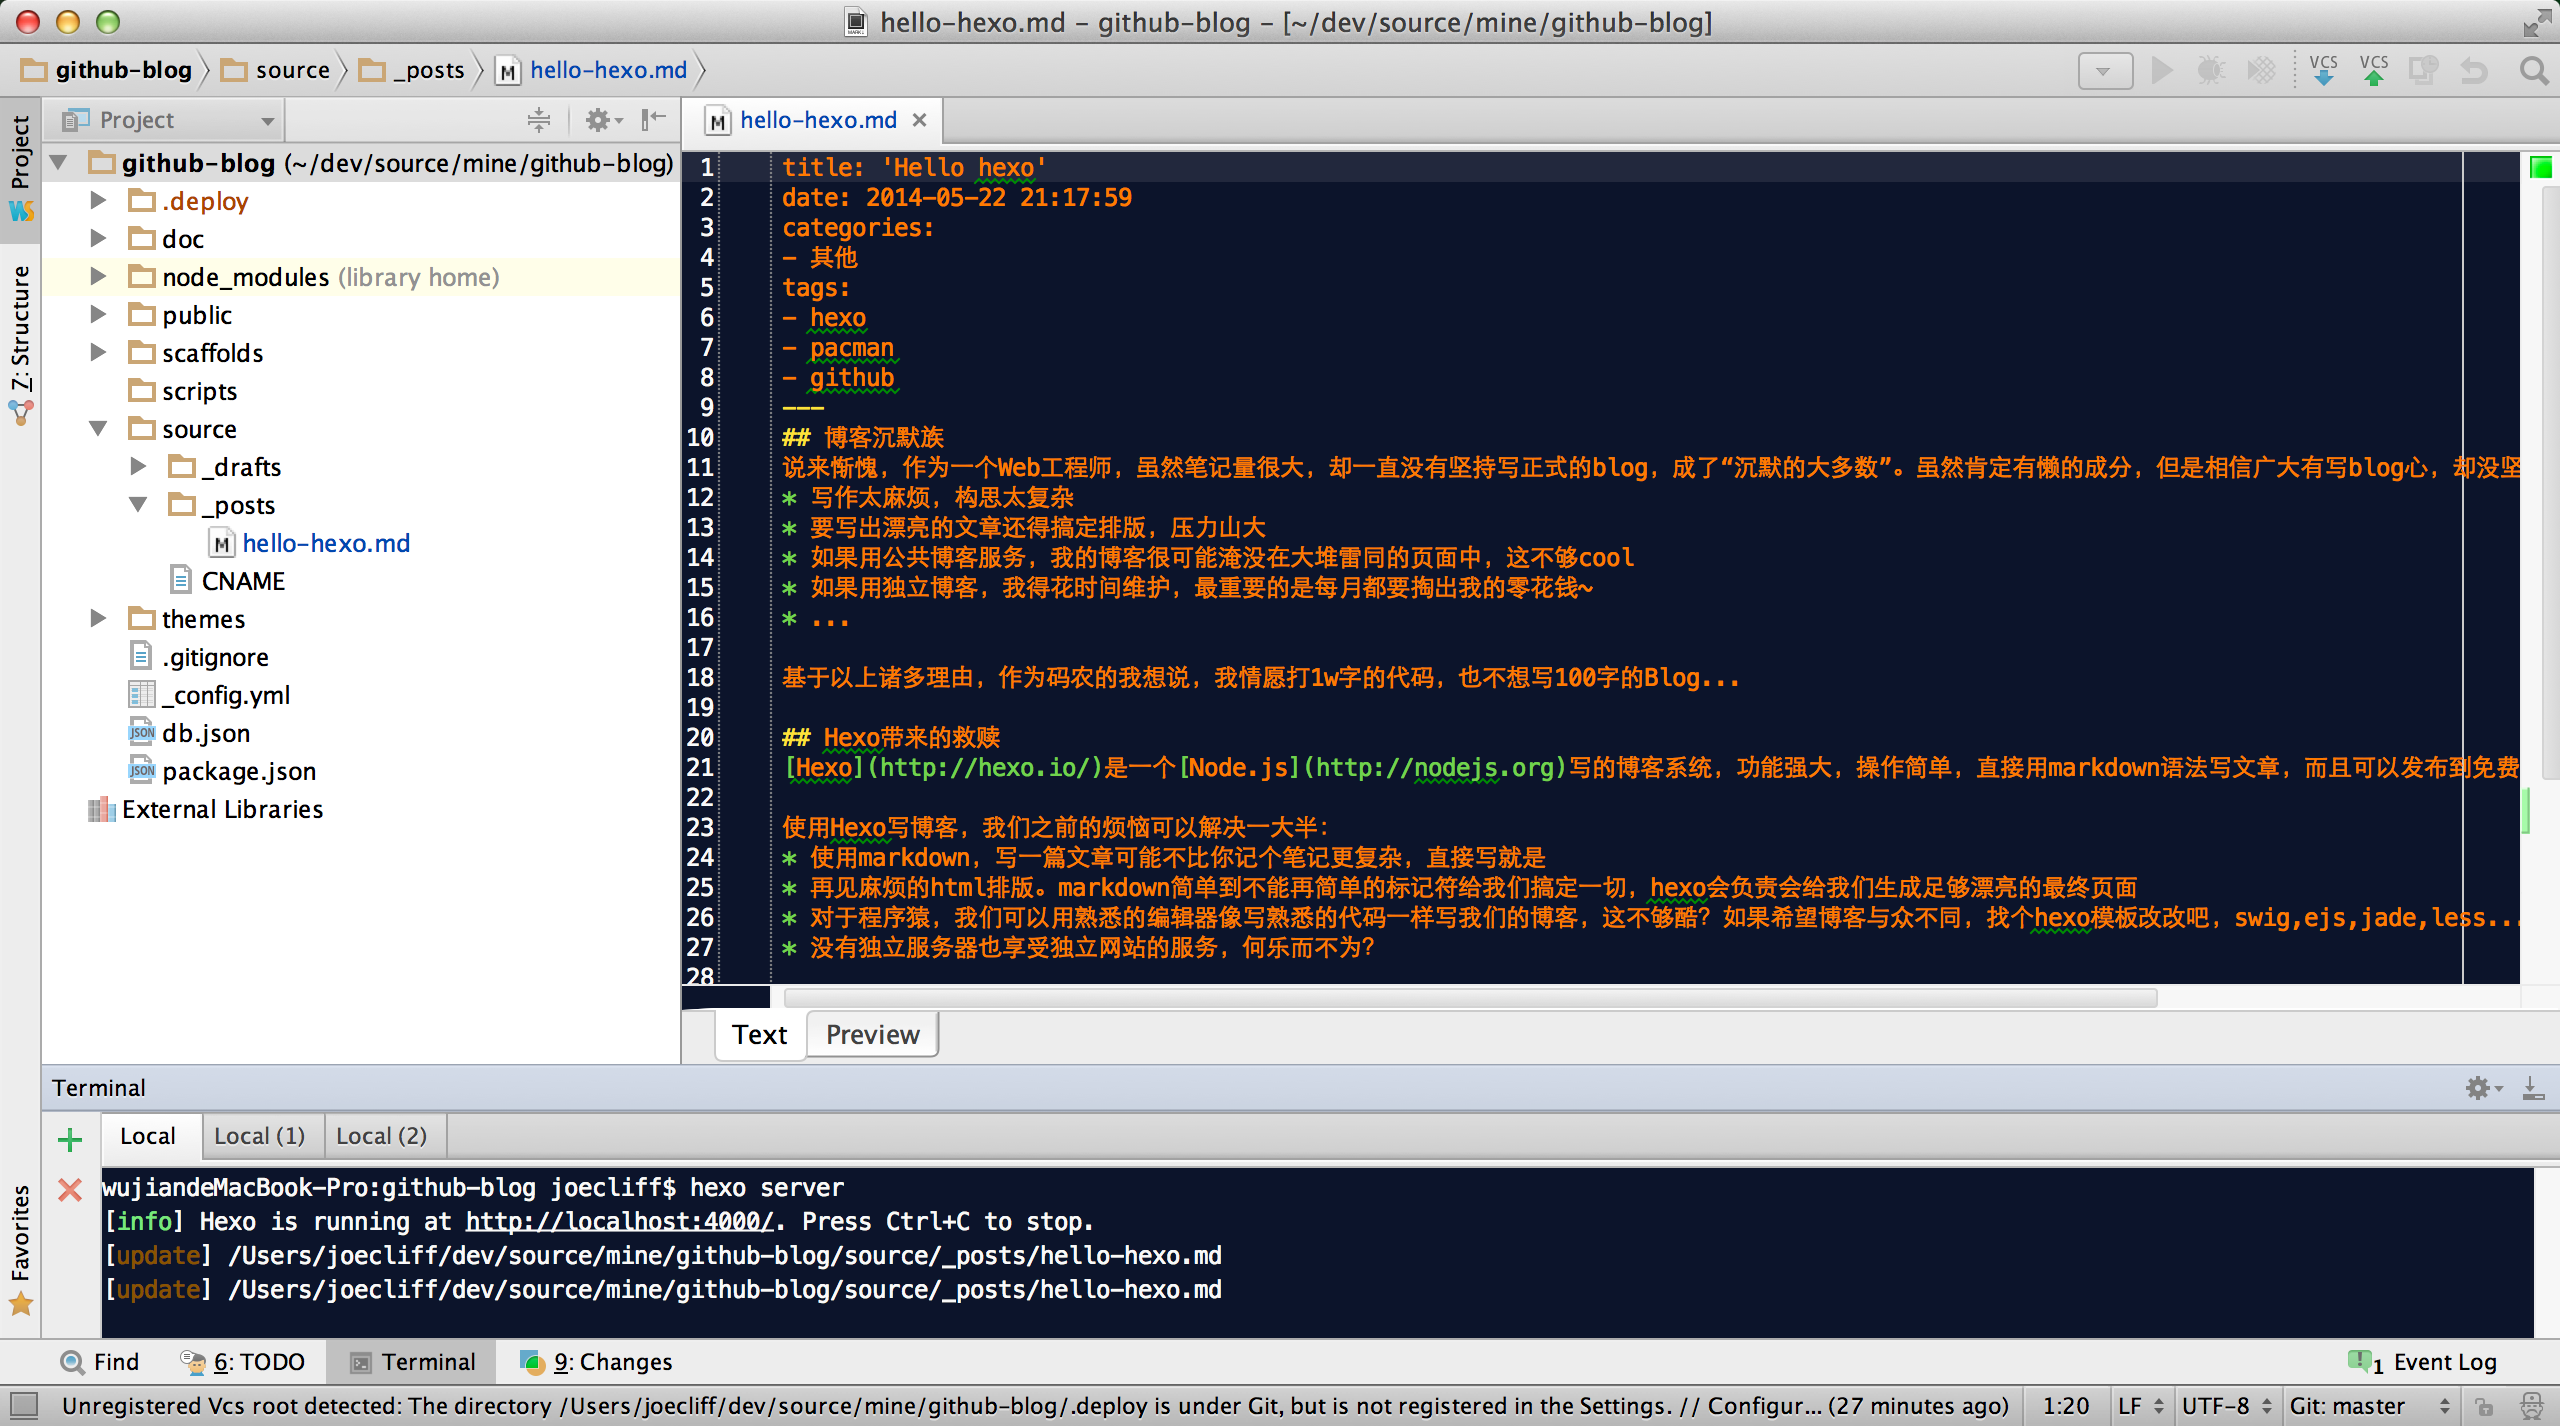 hello-hexo.md – github-blog – [~/dev/source/mine/github-blog]
github-blog source _posts hello-hexo.md
VCS VCS
Project
hello-hexo.md
Project
7: Structure
Favorites
github-blog (~/dev/source/mine/github-blog)
.deploy
doc
node_modules (library home)
public
scaffolds
scripts
source
_drafts
_posts
hello-hexo.md
CNAME
themes
.gitignore
_config.yml
db.json
package.json
External Libraries
1 title: 'Hello hexo'
2 date: 2014-05-22 21:17:59
3 categories:
4 - 其他
5 tags:
6 - hexo
7 - pacman
8 - github
9 ---
10 ## 博客沉默族
11 说来惭愧，作为一个Web工程师，虽然笔记量很大，却一直没有坚持写正式的blog，成了“沉默的大多数”。虽然肯定有懒的成分，但是相信广大有写blog心，却没坚
12 * 写作太麻烦，构思太复杂
13 * 要写出漂亮的文章还得搞定排版，压力山大
14 * 如果用公共博客服务，我的博客很可能淹没在大堆雷同的页面中，这不够cool
15 * 如果用独立博客，我得花时间维护，最重要的是每月都要掏出我的零花钱~
16 * ...
17
18 基于以上诸多理由，作为码农的我想说，我情愿打1w字的代码，也不想写100字的Blog...
19
20 ## Hexo带来的救赎
21 [Hexo](http://hexo.io/)是一个[Node.js](http://nodejs.org)写的博客系统，功能强大，操作简单，直接用markdown语法写文章，而且可以发布到免费
22
23 使用Hexo写博客，我们之前的烦恼可以解决一大半：
24 * 使用markdown，写一篇文章可能不比你记个笔记更复杂，直接写就是
25 * 再见麻烦的html排版。markdown简单到不能再简单的标记符给我们搞定一切，hexo会负责会给我们生成足够漂亮的最终页面
26 * 对于程序猿，我们可以用熟悉的编辑器像写熟悉的代码一样写我们的博客，这不够酷？如果希望博客与众不同，找个hexo模板改改吧，swig,ejs,jade,less...
27 * 没有独立服务器也享受独立网站的服务，何乐而不为？
28
Text Preview
Terminal
Local Local (1) Local (2)
wujiandeMacBook-Pro:github-blog joecliff$ hexo server
[info] Hexo is running at http://localhost:4000/. Press Ctrl+C to stop.
[update] /Users/joecliff/dev/source/mine/github-blog/source/_posts/hello-hexo.md
[update] /Users/joecliff/dev/source/mine/github-blog/source/_posts/hello-hexo.md
Find 6: TODO Terminal 9: Changes 1 Event Log
Unregistered Vcs root detected: The directory /Users/joecliff/dev/source/mine/github-blog/.deploy is under Git, but is not registered in the Settings. // Configur... (27 minutes ago) 1:20 LF UTF-8 Git: master